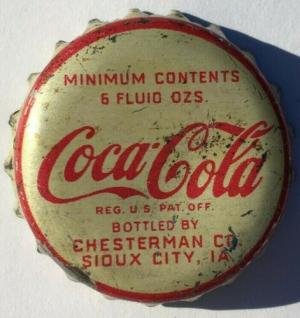 MINIMUM CONTENTS
6 FLUID OZS.
Coca-Cola
REG. U.S. PAT. OFF.
BOTTLED BY
CHESTERMAN CO.
SIOUX CITY, IA